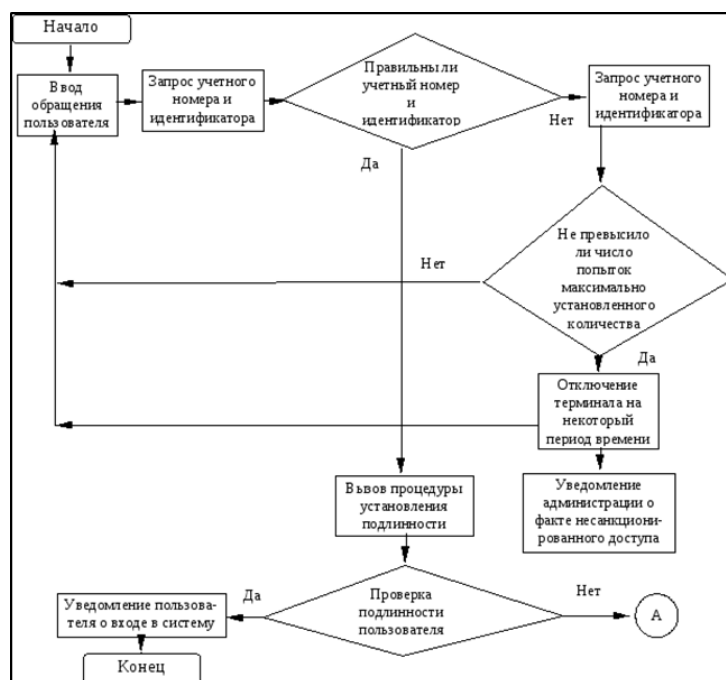 Начало
Ввод
обращения
пользователя
Запрос учетного
номера и
идентификатора
Правильны ли
учетный номер
и
идентификатор
Нет
Запрос учетного
номера и
идентификатора
Да
Не превысило
ли число
попыток
максимально
установленного
количества
Нет
Да
Отключение
терминала на
некоторый
период времени
Уведомление
администрации о
факте несанкциони-
рованного доступа
Вывов процедуры
установления
подлинности
Проверка
подлинности
пользователя
Да
Нет
А
Уведомление пользова-
теля о входе в систему
Конец